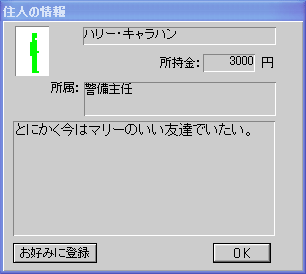 住人の情報
ハリー・キャラハン
所持金: 3000 円
所属: 警備主任
とにかく今はマリーのいい友達でいたい。
お好みに登録 OK